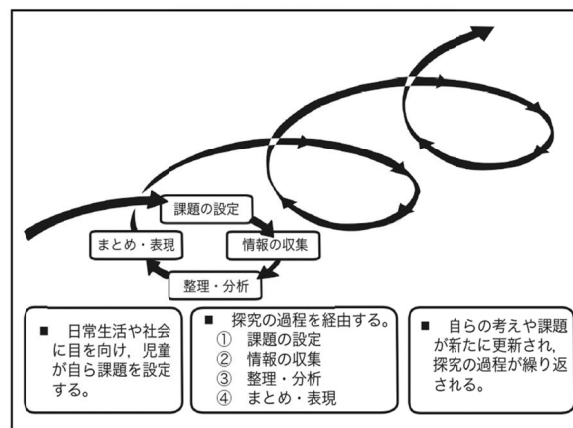 課題の設定
まとめ・表現
情報の収集
整理・分析
■ 日常生活や社会
に目を向け，児童
が自ら課題を設定
する。
■ 探究の過程を経由する。
① 課題の設定
② 情報の収集
③ 整理・分析
④ まとめ・表現
■ 自らの考えや課題
が新たに更新され，
探究の過程が繰り返
される。